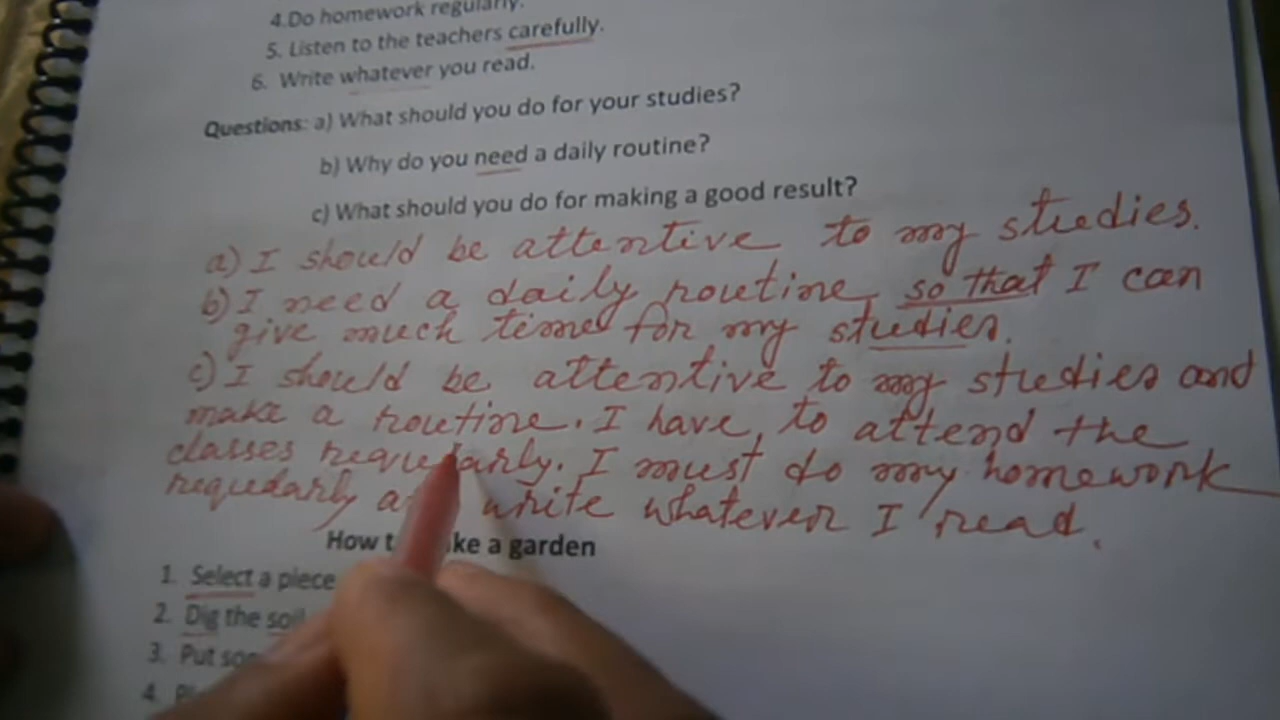 4.Do homework regularly.
5. Listen to the teachers carefully.
6. Write whatever you read.
Questions: a) What should you do for your studies?
b) Why do you need a daily routine?
c) What should you do for making a good result?
a) I should be attentive to my studies.
b) I need a daily routine so that I can
give much time for my studies.
c) I should be attentive to my studies and
make a routine. I have to attend the
classes regularly. I must do my homework
regularly write whatever I read.
How a garden
1. Select a piece
2. Dig the soil
3. Put
4.